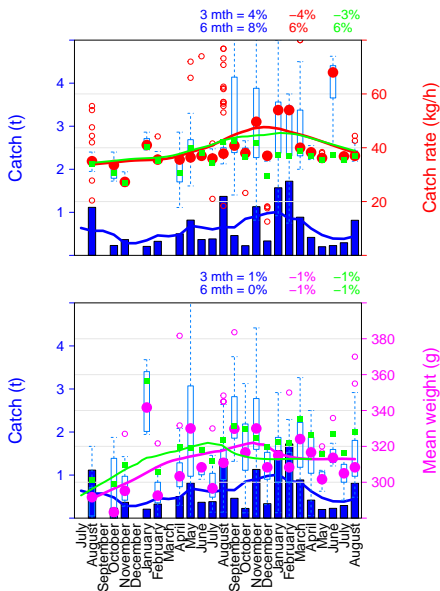 3 mth = 4% −4% −3%
6 mth = 8% 6% 6%
5
4
3
2
1
Catch (t)
60
40
20
Catch rate (kg/h)
3 mth = 1% −1% −1%
6 mth = 0% −1% −1%
5
4
3
2
1
Catch (t)
380
360
340
320
300
Mean weight (g)
July
August
September
October
November
December
January
February
March
April
May
June
July
August
September
October
November
December
January
February
March
April
May
June
July
August